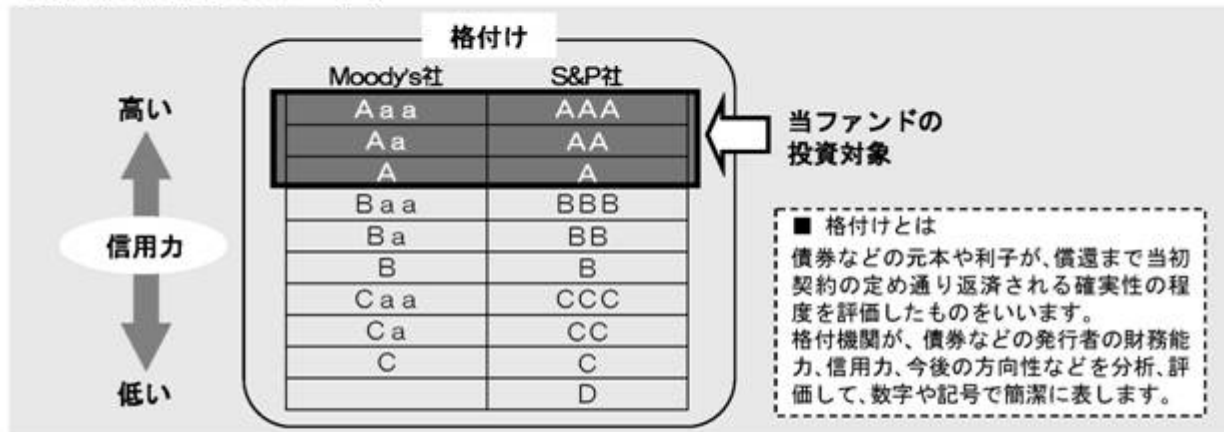 格付け
Moody's社 S&P社
高い
Aaa AAA
Aa AA
A A
当ファンドの
投資対象
Baa BBB
Ba BB
信用力
B B
Caa CCC
Ca CC
C C
D
低い
■ 格付けとは
債券などの元本や利子が、償還まで当初
契約の定め通り返済される確実性の程
度を評価したものをいいます。
格付機関が、債券などの発行者の財務能
力、信用力、今後の方向性などを分析、評
価して、数字や記号で簡潔に表します。